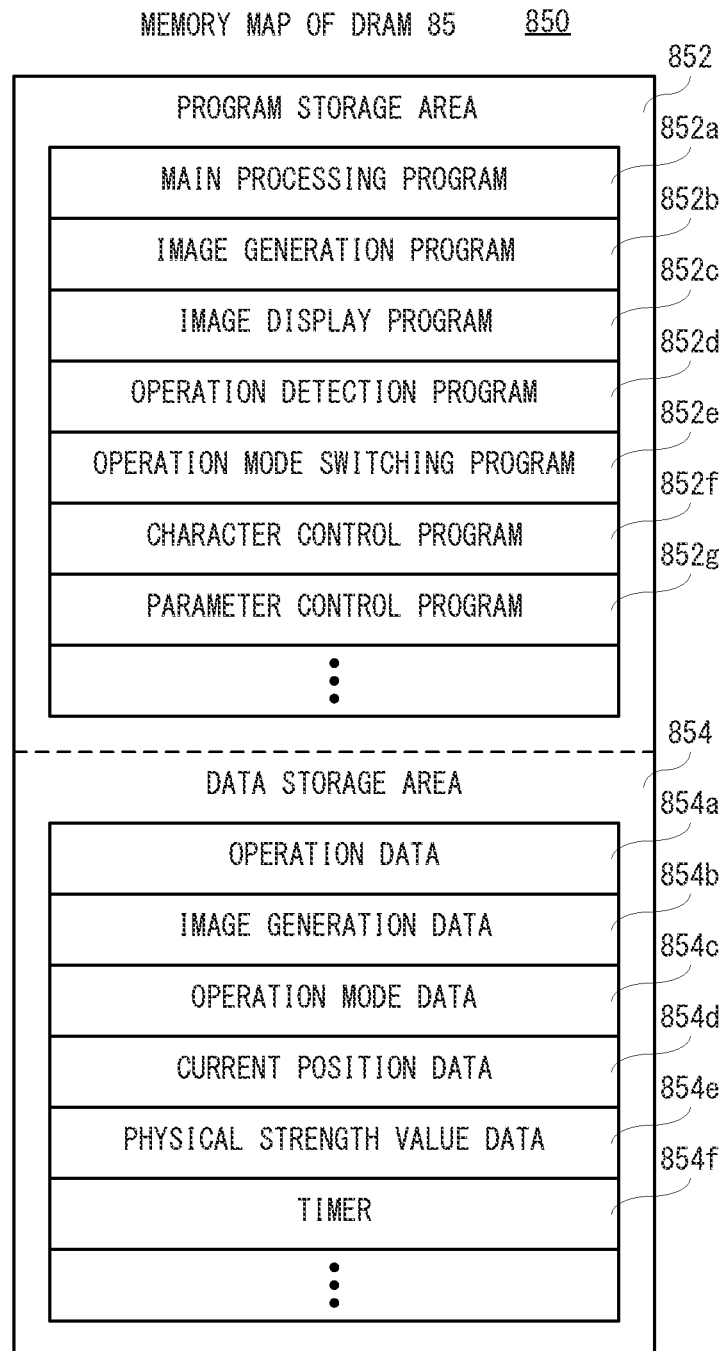 MEMORY MAP OF DRAM 85 850
852
PROGRAM STORAGE AREA
852a
MAIN PROCESSING PROGRAM
852b
IMAGE GENERATION PROGRAM
852c
IMAGE DISPLAY PROGRAM
852d
OPERATION DETECTION PROGRAM
852e
OPERATION MODE SWITCHING PROGRAM
852f
CHARACTER CONTROL PROGRAM
852g
PARAMETER CONTROL PROGRAM
854
DATA STORAGE AREA
854a
OPERATION DATA
854b
IMAGE GENERATION DATA
854c
OPERATION MODE DATA
854d
CURRENT POSITION DATA
854e
PHYSICAL STRENGTH VALUE DATA
854f
TIMER